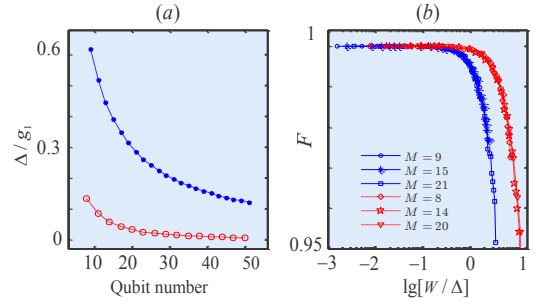 (a)
0.6
0.3
0
Δ/g₁
10 20 30 40 50
Qubit number
(b)
1
0.95
F
M = 9
M = 15
M = 21
M = 8
M = 14
M = 20
−3 −2 −1 0 1
lg[W/Δ]